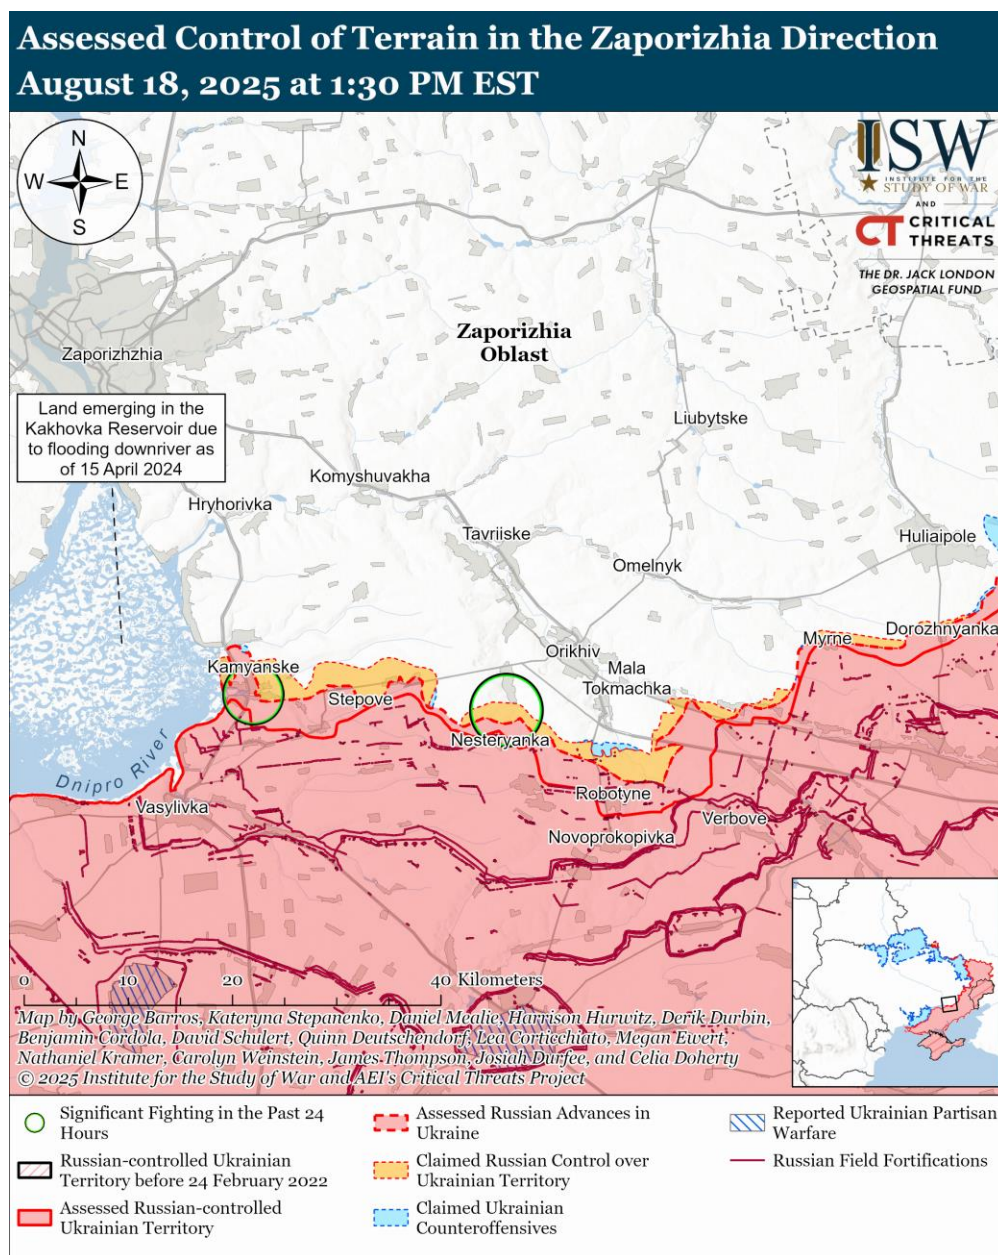 Assessed Control of Terrain in the Zaporizhia Direction
August 18, 2025 at 1:30 PM EST
N
W
E
S
ISW
INSTITUTE FOR THE
STUDY OF WAR
AND
CT CRITICAL
THREATS
THE DR. JACK LONDON
GEOSPATIAL FUND
Zaporizhia
Oblast
Zaporizhzhia
Land emerging in the
Kakhovka Reservoir due
to flooding downriver as
of 15 April 2024
Liubytske
Komyshuvakha
Hryhorivka
Tavriiske
Huliaipole
Omelnyk
Dorozhnyanka
Myrne
Orikhiv
Kamyanske
Mala
Tokmachka
Stepove
Nesteryanka
Dnipro River
Robotyne
Vasylivka
Verbove
Novoprokopivka
0 10 20 40 Kilometers
Map by George Barros, Kateryna Stepanenko, Daniel Mealie, Harrison Hurwitz, Derik Durbin,
Benjamin Cordola, David Schulert, Quinn Deutschendorf, Lea Corticchiato, Megan Ewert,
Nathaniel Kramer, Carolyn Weinstein, James Thompson, Josiah Durfee, and Celia Doherty
© 2025 Institute for the Study of War and AEI's Critical Threats Project
Significant Fighting in the Past 24
Hours
Russian-controlled Ukrainian
Territory before 24 February 2022
Assessed Russian-controlled
Ukrainian Territory
Assessed Russian Advances in
Ukraine
Claimed Russian Control over
Ukrainian Territory
Claimed Ukrainian
Counteroffensives
Reported Ukrainian Partisan
Warfare
Russian Field Fortifications